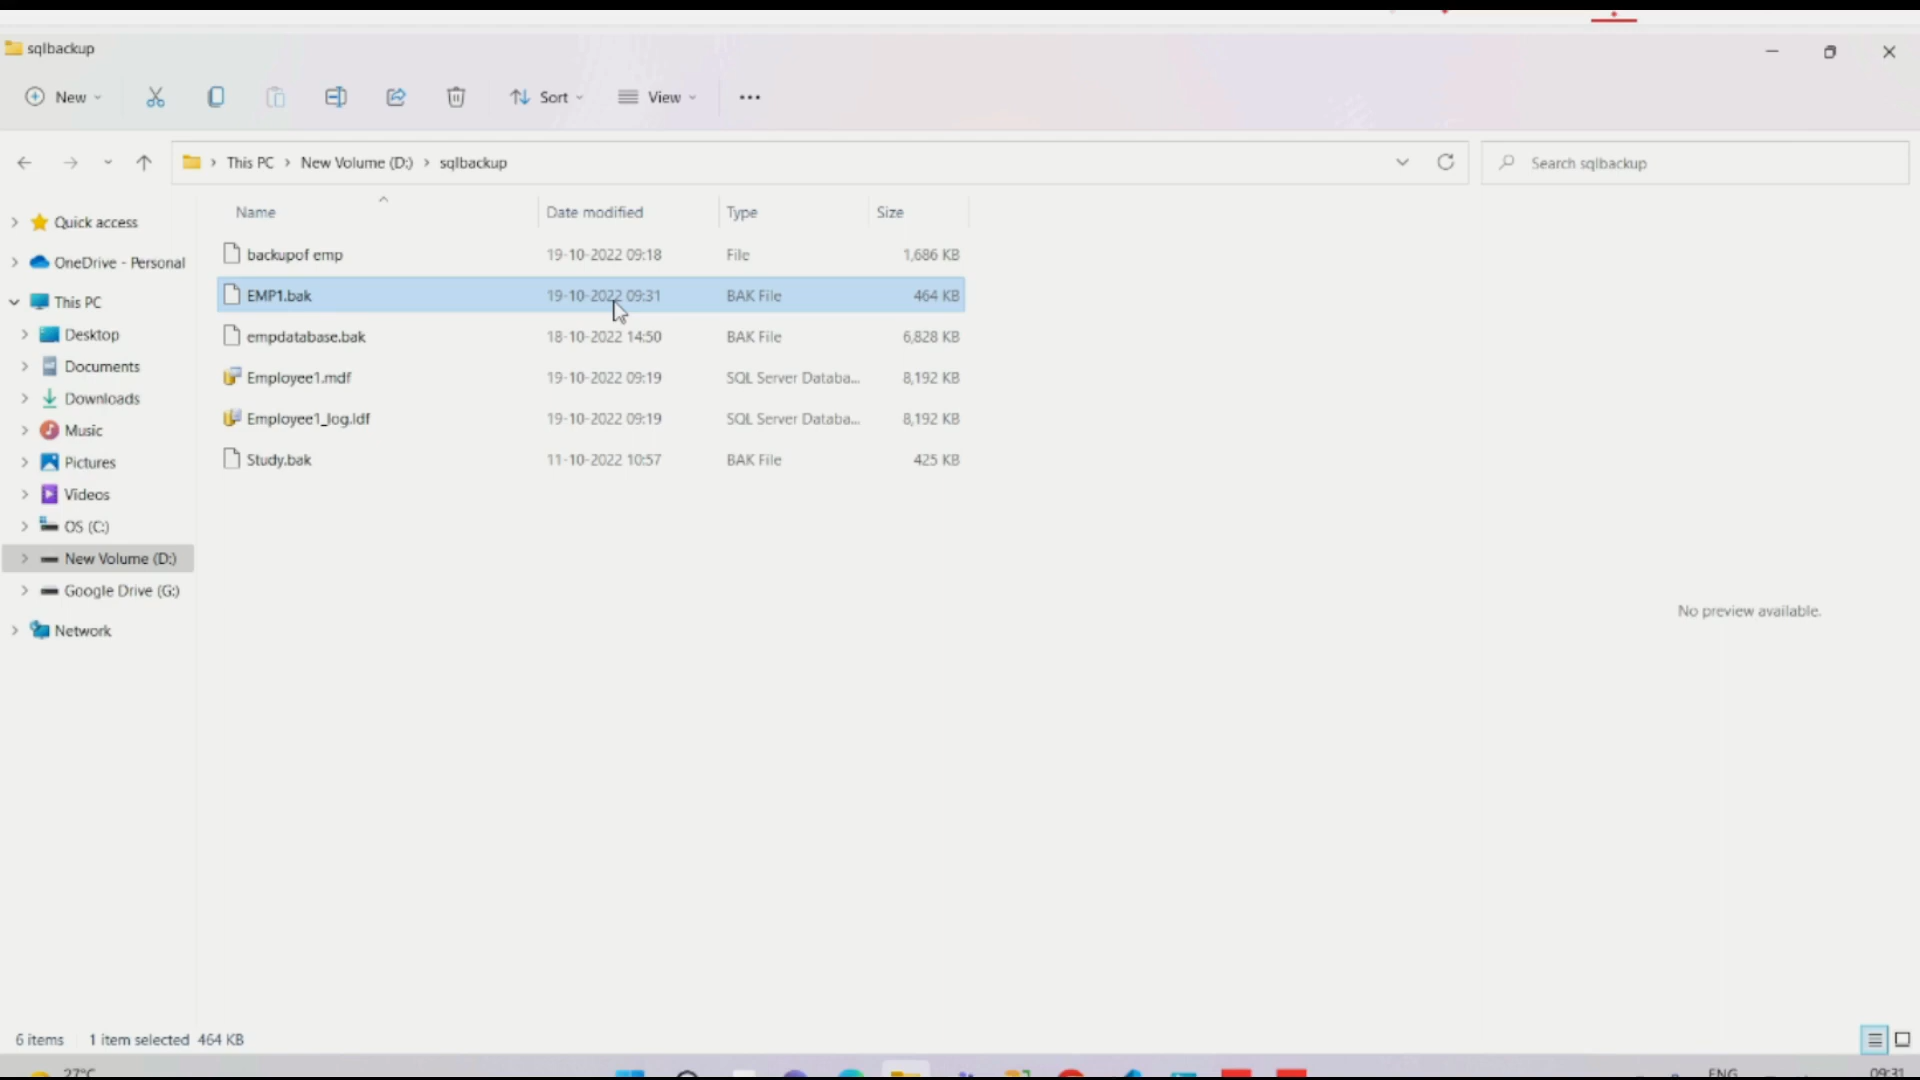 sqlbackup
New
Sort
View
This PC > New Volume (D:) > sqlbackup
Search sqlbackup
Name Date modified Type Size
Quick access
OneDrive - Personal
This PC
Desktop
Documents
Downloads
Music
Pictures
Videos
OS (C:)
New Volume (D:)
Google Drive (G:)
Network
backupof emp 19-10-2022 09:18 File 1,686 KB
EMP1.bak 19-10-2022 09:31 BAK File 464 KB
empdatabase.bak 18-10-2022 14:50 BAK File 6,828 KB
Employee1.mdf 19-10-2022 09:19 SQL Server Databa... 8,192 KB
Employee1_log.ldf 19-10-2022 09:19 SQL Server Databa... 8,192 KB
Study.bak 11-10-2022 10:57 BAK File 425 KB
No preview available.
6 items 1 item selected 464 KB
27°C
ENG
09:31